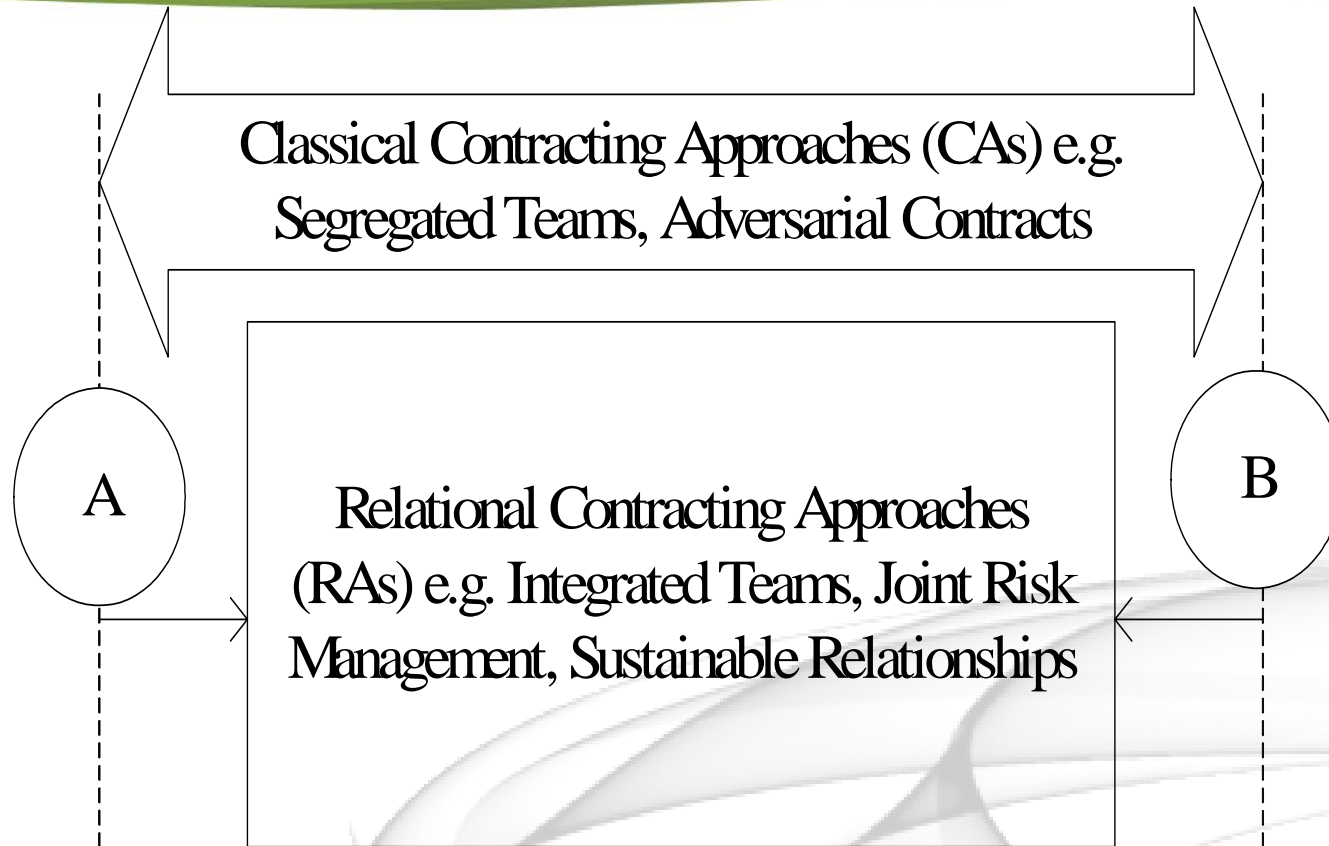 Classical Contracting Approaches (CAs) e.g.
Segregated Teams, Adversarial Contracts
A
B
Relational Contracting Approaches
(RAs) e.g. Integrated Teams, Joint Risk
Management, Sustainable Relationships